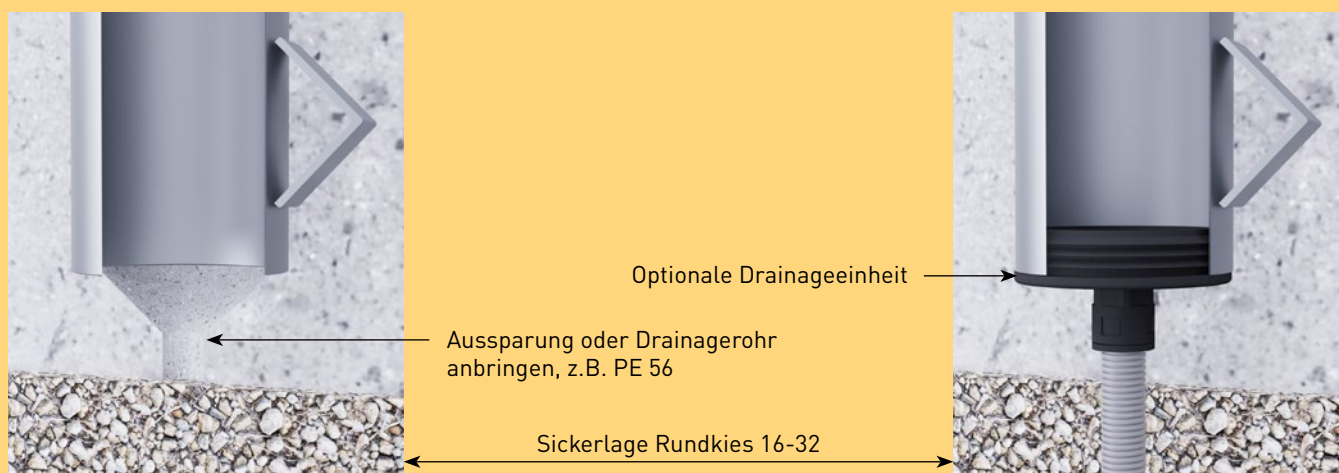 Optionale Drainageeinheit
Aussparung oder Drainagerohr
anbringen, z.B. PE 56
Sickerlage Rundkies 16-32